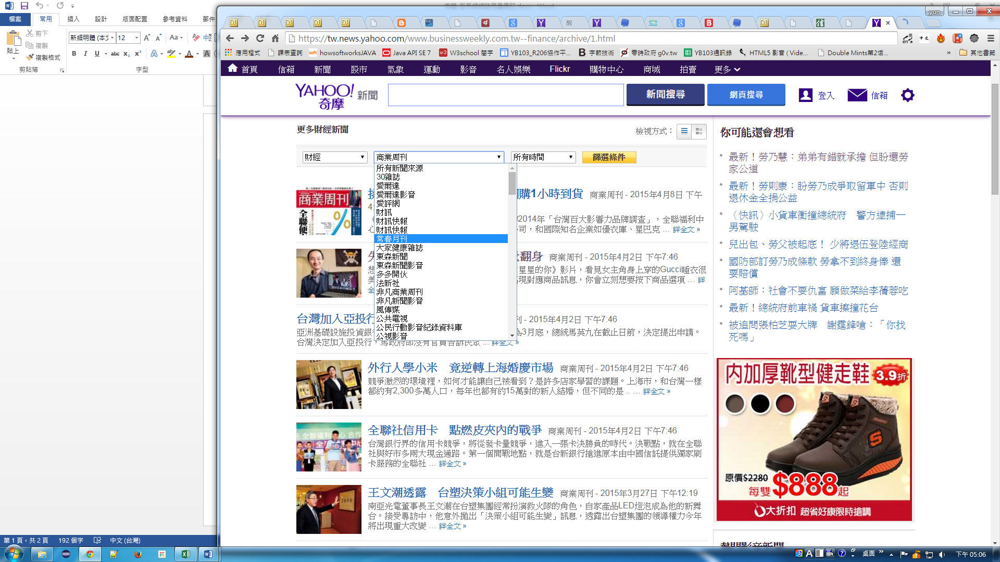 檔案
常用
插入
設計
版面配置
參考資料
郵件
貼上
剪下
複製
複製格式
剪貼簿
新細明體 (本文
12
Aa
B I U abc x₂ x²
字型
yun
https://tw.news.yahoo.com/www.businessweekly.com.tw--finance/archive/1.html
應用程式
課表查詢
howsoftworksJAVA
Java API SE 7
W3school 簡字
YB103_R206協作平...
字節技術
零時政府 g0v.tw
YB103通訊錄
HTML5 影音 ( Vide...
Double Mints第2话...
»
其他書籤
首頁
信箱
新聞
股市
氣象
運動
影音
名人娛樂
Flickr
購物中心
商城
拍賣
更多
YAHOO!
奇摩
新聞
新聞搜尋
網頁搜尋
登入
信箱
更多財經新聞
檢視方式：
財經
商業周刊
所有時間
篩選條件
所有新聞來源
30雜誌
愛爾達
愛爾達影音
愛評網
財訊
財訊快報
財訊快報
常春月刊
大家健康雜誌
東森新聞
東森新聞影音
多多開伙
法新社
非凡商業周刊
非凡新聞影音
風傳媒
公共電視
公民行動影音紀錄資料庫
公視影音
商業周刊
購1小時到貨 商業周刊 - 2015年4月8日 下午
2014年「台灣百大影響力品牌調查」，全聯福利中
心
司，和國際知名企業如優衣庫、星巴克 ... 詳全文 »
翻身 商業周刊 - 2015年4月2日 下午7:46
想
星星的你》影片，看見女主角身上穿的Gucci睡衣很
美
現對應商品訊息，你會立刻想要按下商品選項 ... 詳
全
台灣加入亞投行
刊 - 2015年4月2日 下午7:46
亞洲基礎設施投資銀行
為3月底，總統馬英九在截止日前，決定提出申請。
台灣決定加入亞投行，馬政府卻沒有官員告訴民眾 ... 詳全文 »
外行人學小米　竟逆轉上海婚慶市場 商業周刊 - 2015年4月2日 下午7:46
競爭激烈的環境裡，如何才能讓自己被看到？是許多店家學習的課題。上海市，和台灣一樣
都約有2,300多萬人口，每年也都有約15萬對的新人結婚，但不同的是 .. ... 詳全文 »
全聯社信用卡　點燃皮夾內的戰爭 商業周刊 - 2015年4月2日 下午7:46
台灣銀行界的信用卡競爭，將從發卡量競爭，進入一張卡決勝負的時代。決戰點，就在全聯
社與好市多兩大現金通路。第一個開戰地點，就是台新銀行搶進原本由中國信託提供獨家刷
卡服務的全聯社 ... 詳全文 »
王文潮透露　台塑決策小組可能生變 商業周刊 - 2015年3月27日 下午12:19
南亞光電董事長王文潮在台塑集團經常扮演救火隊的角色，自家產品LED燈泡成為他的新舞
台。接受專訪中，他意外拋出「決策小組可能生變」訊息，透露出台塑集團的領導權力今年
將出現重大改變 ... 詳全文 »
你可能還會想看
最新！勞乃慧：弟弟有錯就承擔 但盼還勞
家公道
最新！勞則康：盼勞乃成爭取留軍中 否則
退休金全捐公益
〈快訊〉小貨車衝撞總統府　警方逮捕一
男駕駛
兒出包、勞父被起底！ 少將退伍登陸經商
國防部訂勞乃成條款 勞拿不到終身俸 還
要賠償
阿基師：社會不要仇富 願做菜給李蒨蓉吃
最新！總統府前車禍 貨車擦撞花台
被追問張柏芝耍大牌　謝霆鋒嗆：「你找
死嗎」
內加厚靴型健走鞋
3.9折
原價$2280
每雙$888起
大折扣 超省好康限時搶購
第 1 頁，共 2 頁
192 個字
中文 (台灣)
桌面
下午 05:06